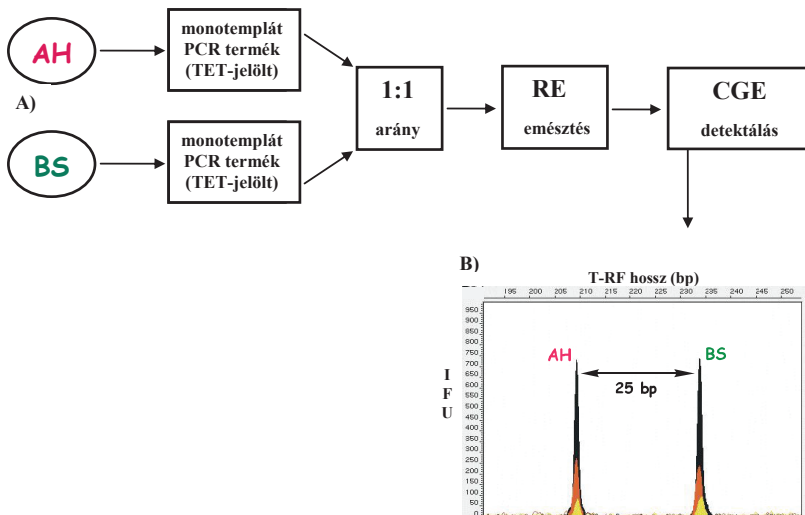 AH
monotemplát
PCR termék
(TET-jelölt)
A)
BS
monotemplát
PCR termék
(TET-jelölt)
1:1
arány
RE
emésztés
CGE
detektálás
B)
T-RF hossz (bp)
195 200 205 210 215 220 225 230 235 240 245 250
I
F
U
950
900
850
800
750
700
650
600
550
500
450
400
350
300
250
200
150
100
50
0
AH
BS
25 bp